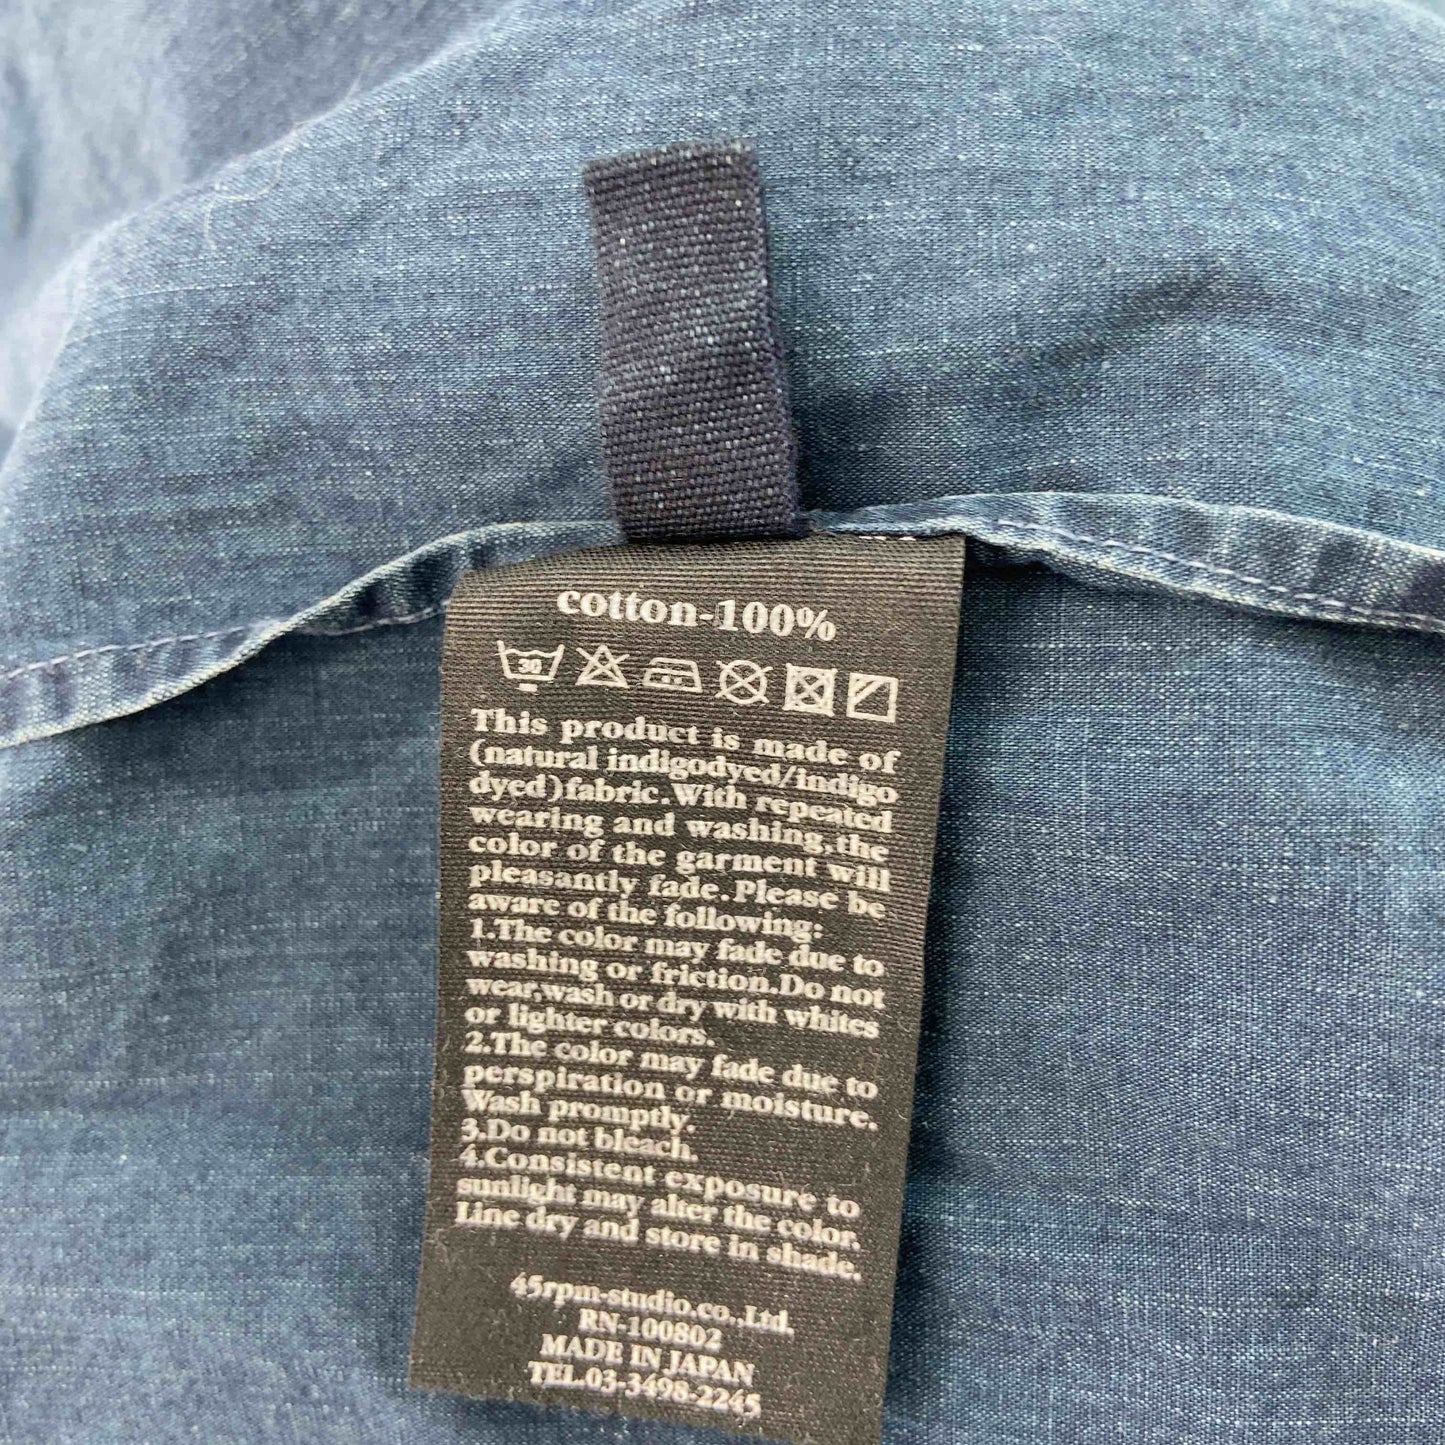 cotton-100%
30
This product is made of
(natural indigodyed/indigo
dyed)fabric.With repeated
wearing and washing,the
color of the garment will
pleasantly fade.Please be
aware of the following:
1.The color may fade due to
washing or friction.Do not
wear,wash or dry with whites
or lighter colors.
2.The color may fade due to
perspiration or moisture.
Wash promptly.
3.Do not bleach.
4.Consistent exposure to
sunlight may alter the color.
Line dry and store in shade.
45rpm-studio.co.,Ltd.
RN-100802
MADE IN JAPAN
TEL.03-3498-2245